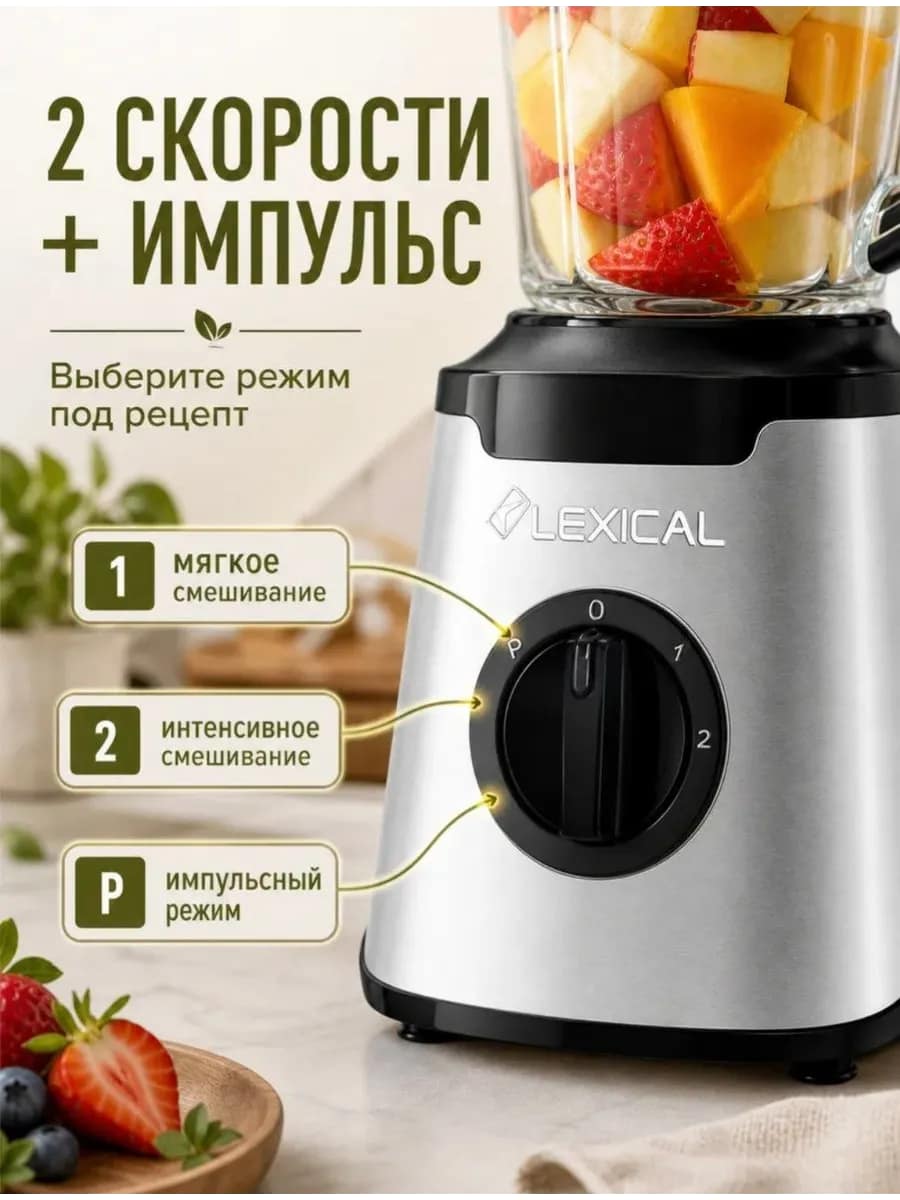 2 СКОРОСТИ
+ ИМПУЛЬС
Выберите режим
под рецепт
LEXICAL
1 мягкое
смешивание
2 интенсивное
смешивание
P импульсный
режим
P 0 1 2